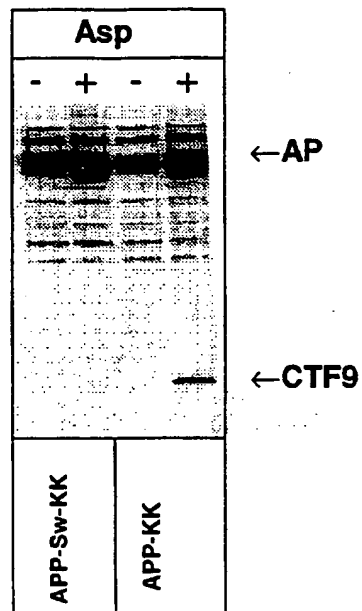 Asp
- + - +
←AP
←CTF9
APP-Sw-KK
APP-KK